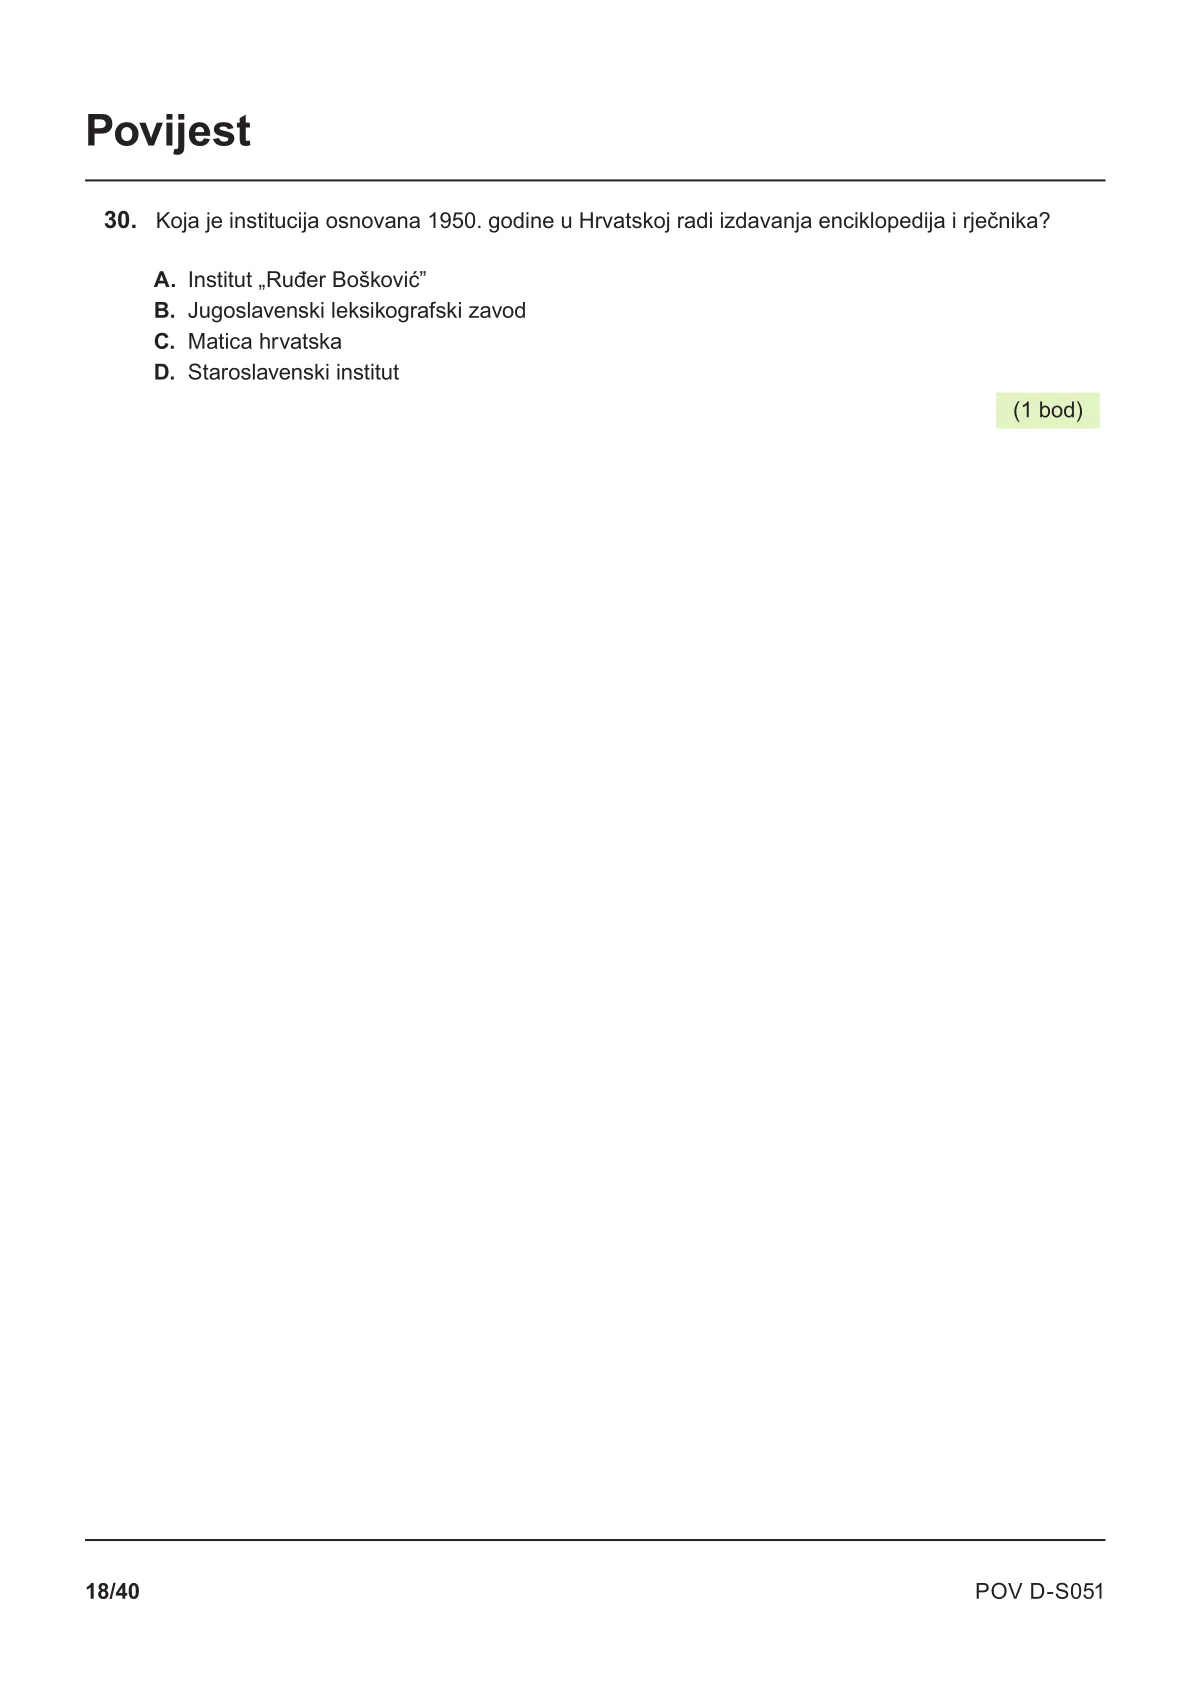 Povijest
30. Koja je institucija osnovana 1950. godine u Hrvatskoj radi izdavanja enciklopedija i rječnika?
A. Institut „Ruđer Bošković”
B. Jugoslavenski leksikografski zavod
C. Matica hrvatska
D. Staroslavenski institut
(1 bod)
18/40
POV D-S051